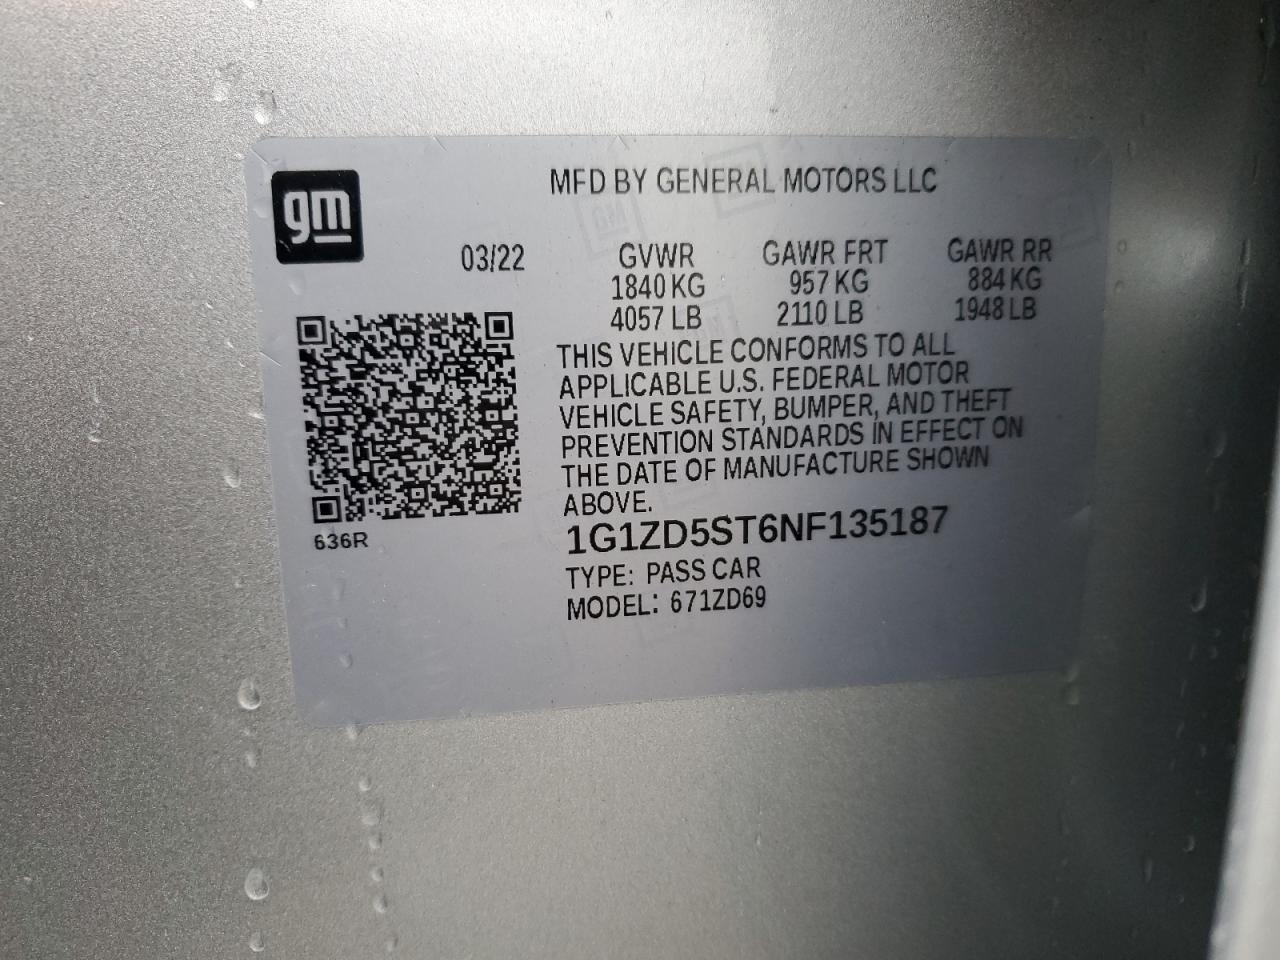 gm
MFD BY GENERAL MOTORS LLC
03/22 GVWR GAWR FRT GAWR RR
1840 KG 957 KG 884 KG
4057 LB 2110 LB 1948 LB
THIS VEHICLE CONFORMS TO ALL
APPLICABLE U.S. FEDERAL MOTOR
VEHICLE SAFETY, BUMPER, AND THEFT
PREVENTION STANDARDS IN EFFECT ON
THE DATE OF MANUFACTURE SHOWN
ABOVE.
636R
1G1ZD5ST6NF135187
TYPE: PASS CAR
MODEL: 671ZD69